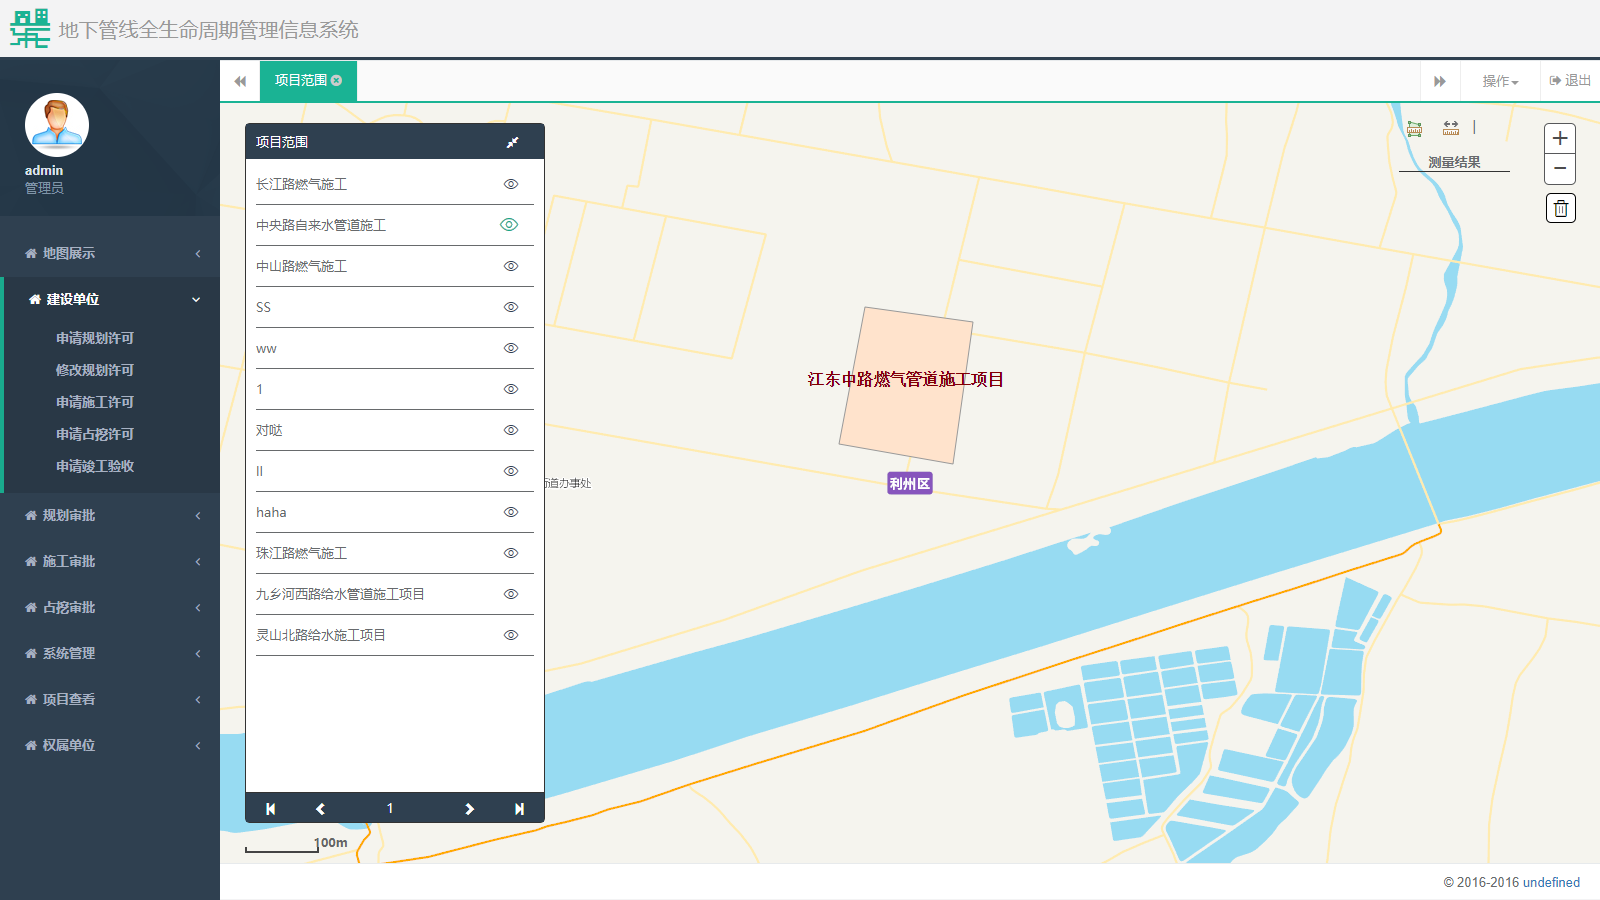 地下管线全生命周期管理信息系统
项目范围
操作
退出
admin
管理员
地图展示
建设单位
申请规划许可
修改规划许可
申请施工许可
申请占挖许可
申请竣工验收
规划审批
施工审批
占挖审批
系统管理
项目查看
权属单位
项目范围
长江路燃气施工
中央路自来水管道施工
中山路燃气施工
SS
ww
1
对哒
ll
haha
珠江路燃气施工
九乡河西路给水管道施工项目
灵山北路给水施工项目
1
100m
测量结果
+
−
江东中路燃气管道施工项目
利州区
道办事处
© 2016-2016 undefined